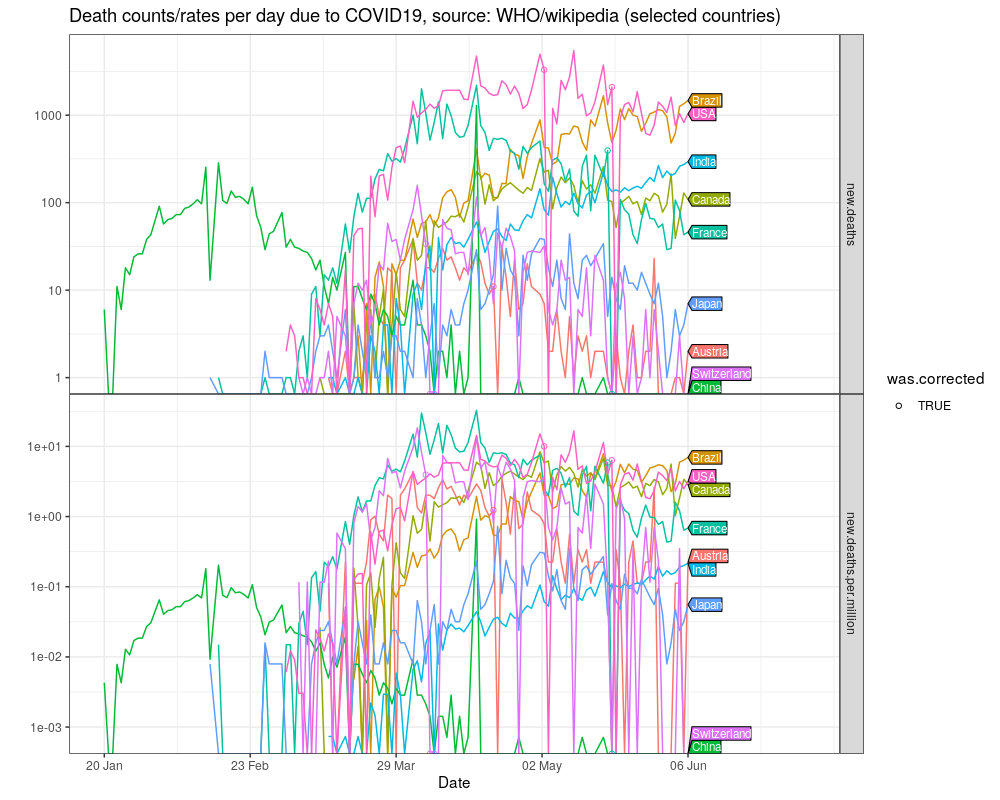 Death counts/rates per day due to COVID19, source: WHO/wikipedia (selected countries)
1000
100
10
1
Brazil
USA
India
Canada
France
Japan
Austria
Switzerland
China
new.deaths
1e+01
1e+00
1e-01
1e-02
1e-03
Brazil
USA
Canada
France
Austria
India
Japan
Switzerland
China
new.deaths.per.million
20 Jan
23 Feb
29 Mar
02 May
06 Jun
Date
was.corrected
TRUE